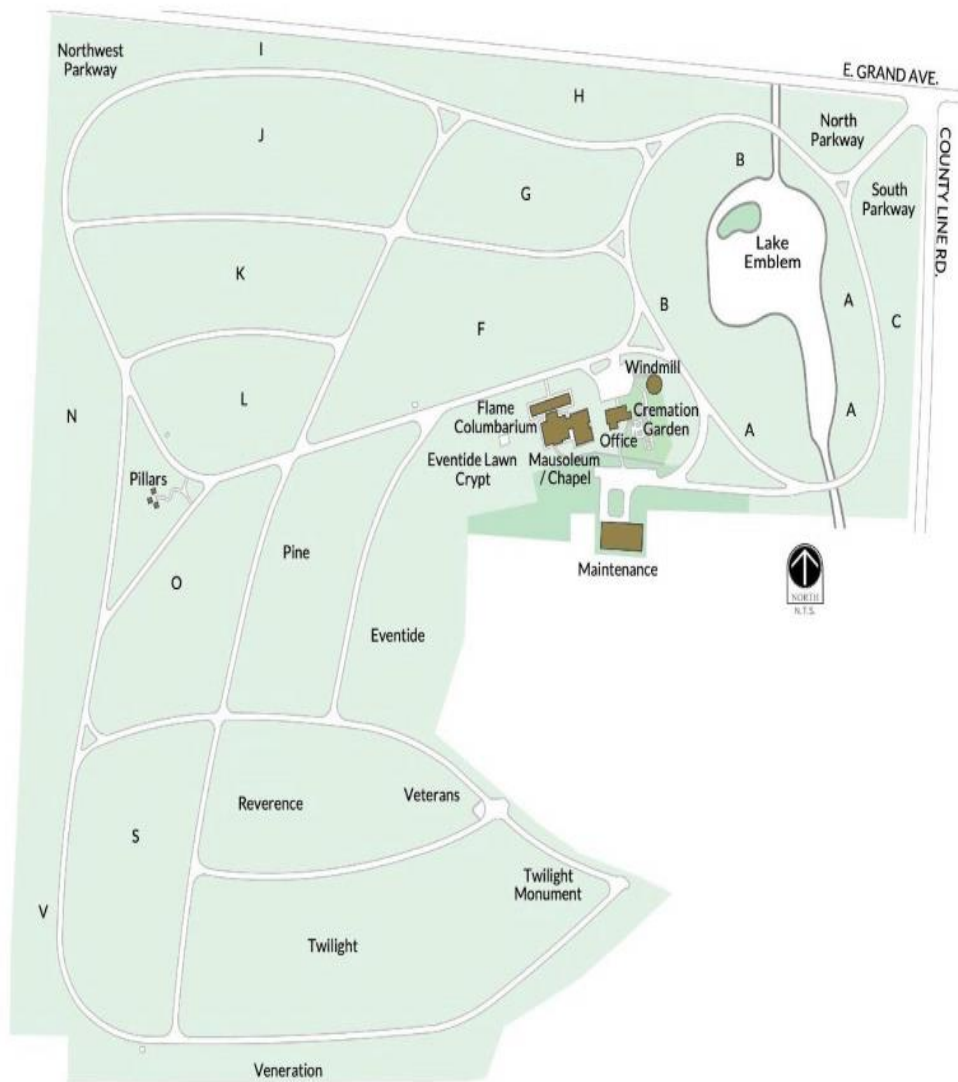 Northwest
Parkway
I
E. GRAND AVE.
H
J
North
Parkway
COUNTY LINE RD.
B
G
South
Parkway
Lake
Emblem
K
A
B
C
F
Windmill
L
N
Flame
Columbarium
Cremation
Garden
A
A
Office
Eventide Lawn
Crypt
Mausoleum
/ Chapel
Pillars
Pine
Maintenance
O
NORTH
N.T.S.
Eventide
Veterans
Reverence
S
Twilight
Monument
V
Twilight
Veneration